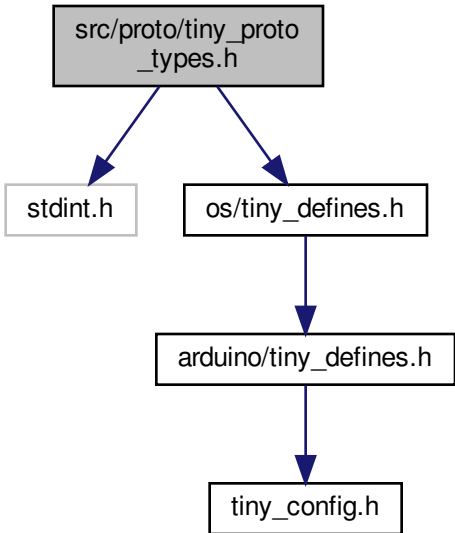 src/proto/tiny_proto
_types.h
stdint.h
os/tiny_defines.h
arduino/tiny_defines.h
tiny_config.h